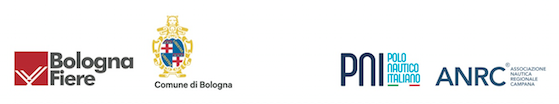 Bologna
Fiere
Comune di Bologna
PNI POLO
NAUTICO
ITALIANO
ANRC® ASSOCIAZIONE
NAUTICA
REGIONALE
CAMPANA